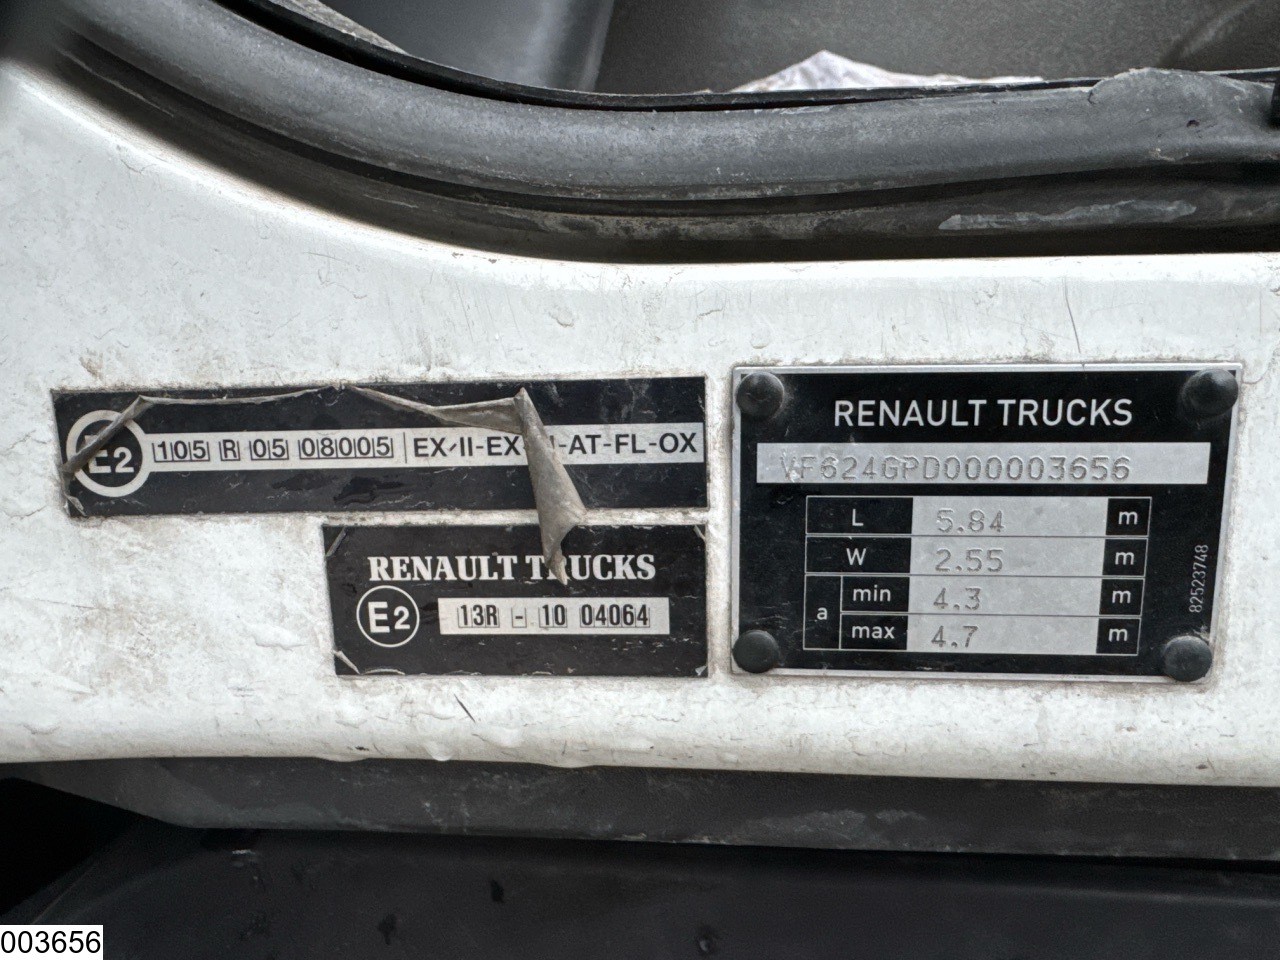 E2 105 R 05 08005 EX-II-EX- -AT-FL-OX
RENAULT TRUCKS
E2 13R - 10 04064
RENAULT TRUCKS
VF624GPD000003656
L 5.84 m
W 2.55 m
a min 4.3 m
max 4.7 m
82523748
003656